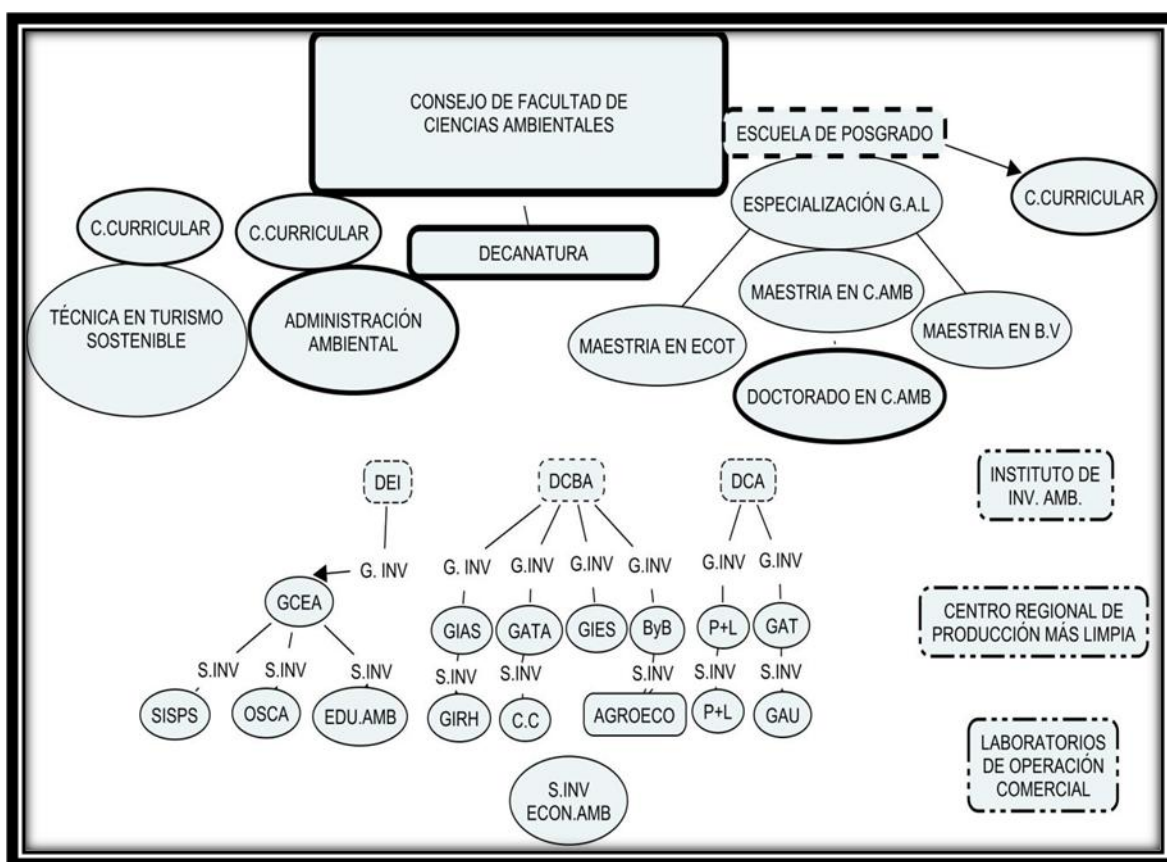 CONSEJO DE FACULTAD DE
CIENCIAS AMBIENTALES
ESCUELA DE POSGRADO
C.CURRICULAR
C.CURRICULAR
C.CURRICULAR
ESPECIALIZACIÓN G.A.L
DECANATURA
TÉCNICA EN TURISMO
SOSTENIBLE
ADMINISTRACIÓN
AMBIENTAL
MAESTRIA EN C.AMB
MAESTRIA EN ECOT
MAESTRIA EN B.V
DOCTORADO EN C.AMB
DEI
DCBA
DCA
INSTITUTO DE
INV. AMB.
G. INV
G. INV
G.INV
G.INV
G.INV
G.INV
G.INV
GCEA
GIAS
GATA
GIES
ByB
P+L
GAT
CENTRO REGIONAL DE
PRODUCCIÓN MÁS LIMPIA
S.INV
S.INV
S.INV
S.INV
S.INV
S.INV
S.INV
S.INV
SISPS
OSCA
EDU.AMB
GIRH
C.C
AGROECO
P+L
GAU
LABORATORIOS
DE OPERACIÓN
COMERCIAL
S.INV
ECON.AMB